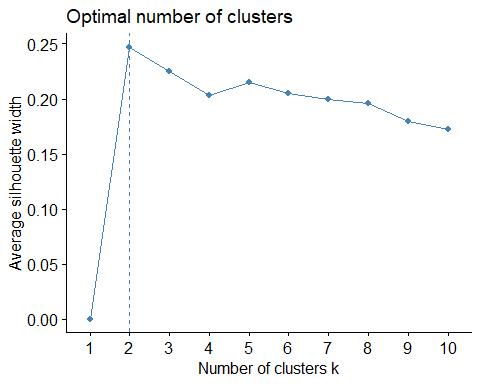 Optimal number of clusters
Average silhouette width
0.25
0.20
0.15
0.10
0.05
0.00
1 2 3 4 5 6 7 8 9 10
Number of clusters k